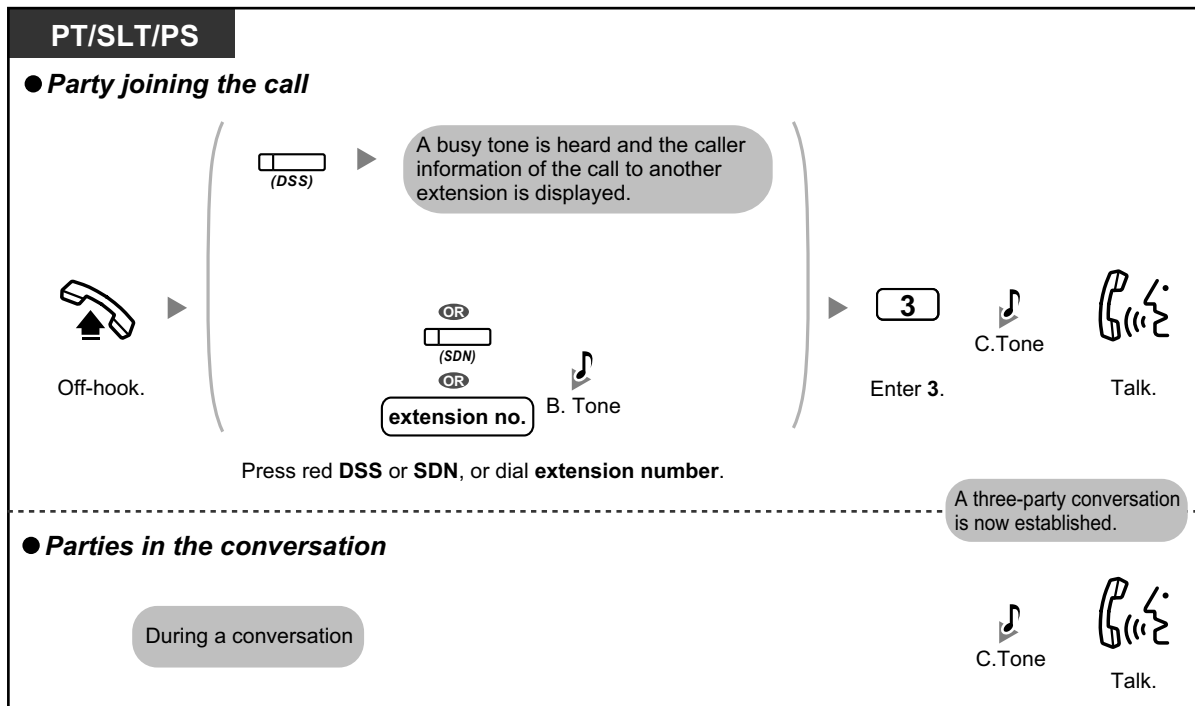 PT/SLT/PS
● Party joining the call
(DSS)
A busy tone is heard and the caller
information of the call to another
extension is displayed.
Off-hook.
OR
(SDN)
OR
extension no.
B. Tone
Press red DSS or SDN, or dial extension number.
3
Enter 3.
C.Tone
Talk.
A three-party conversation
is now established.
● Parties in the conversation
During a conversation
C.Tone
Talk.